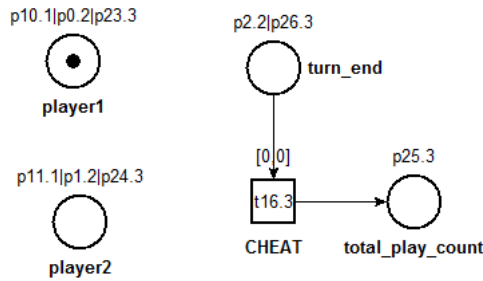 p10.1|p0.2|p23.3
player1
p2.2|p26.3
turn_end
[0,0]
t16.3
CHEAT
p25.3
total_play_count
p11.1|p1.2|p24.3
player2